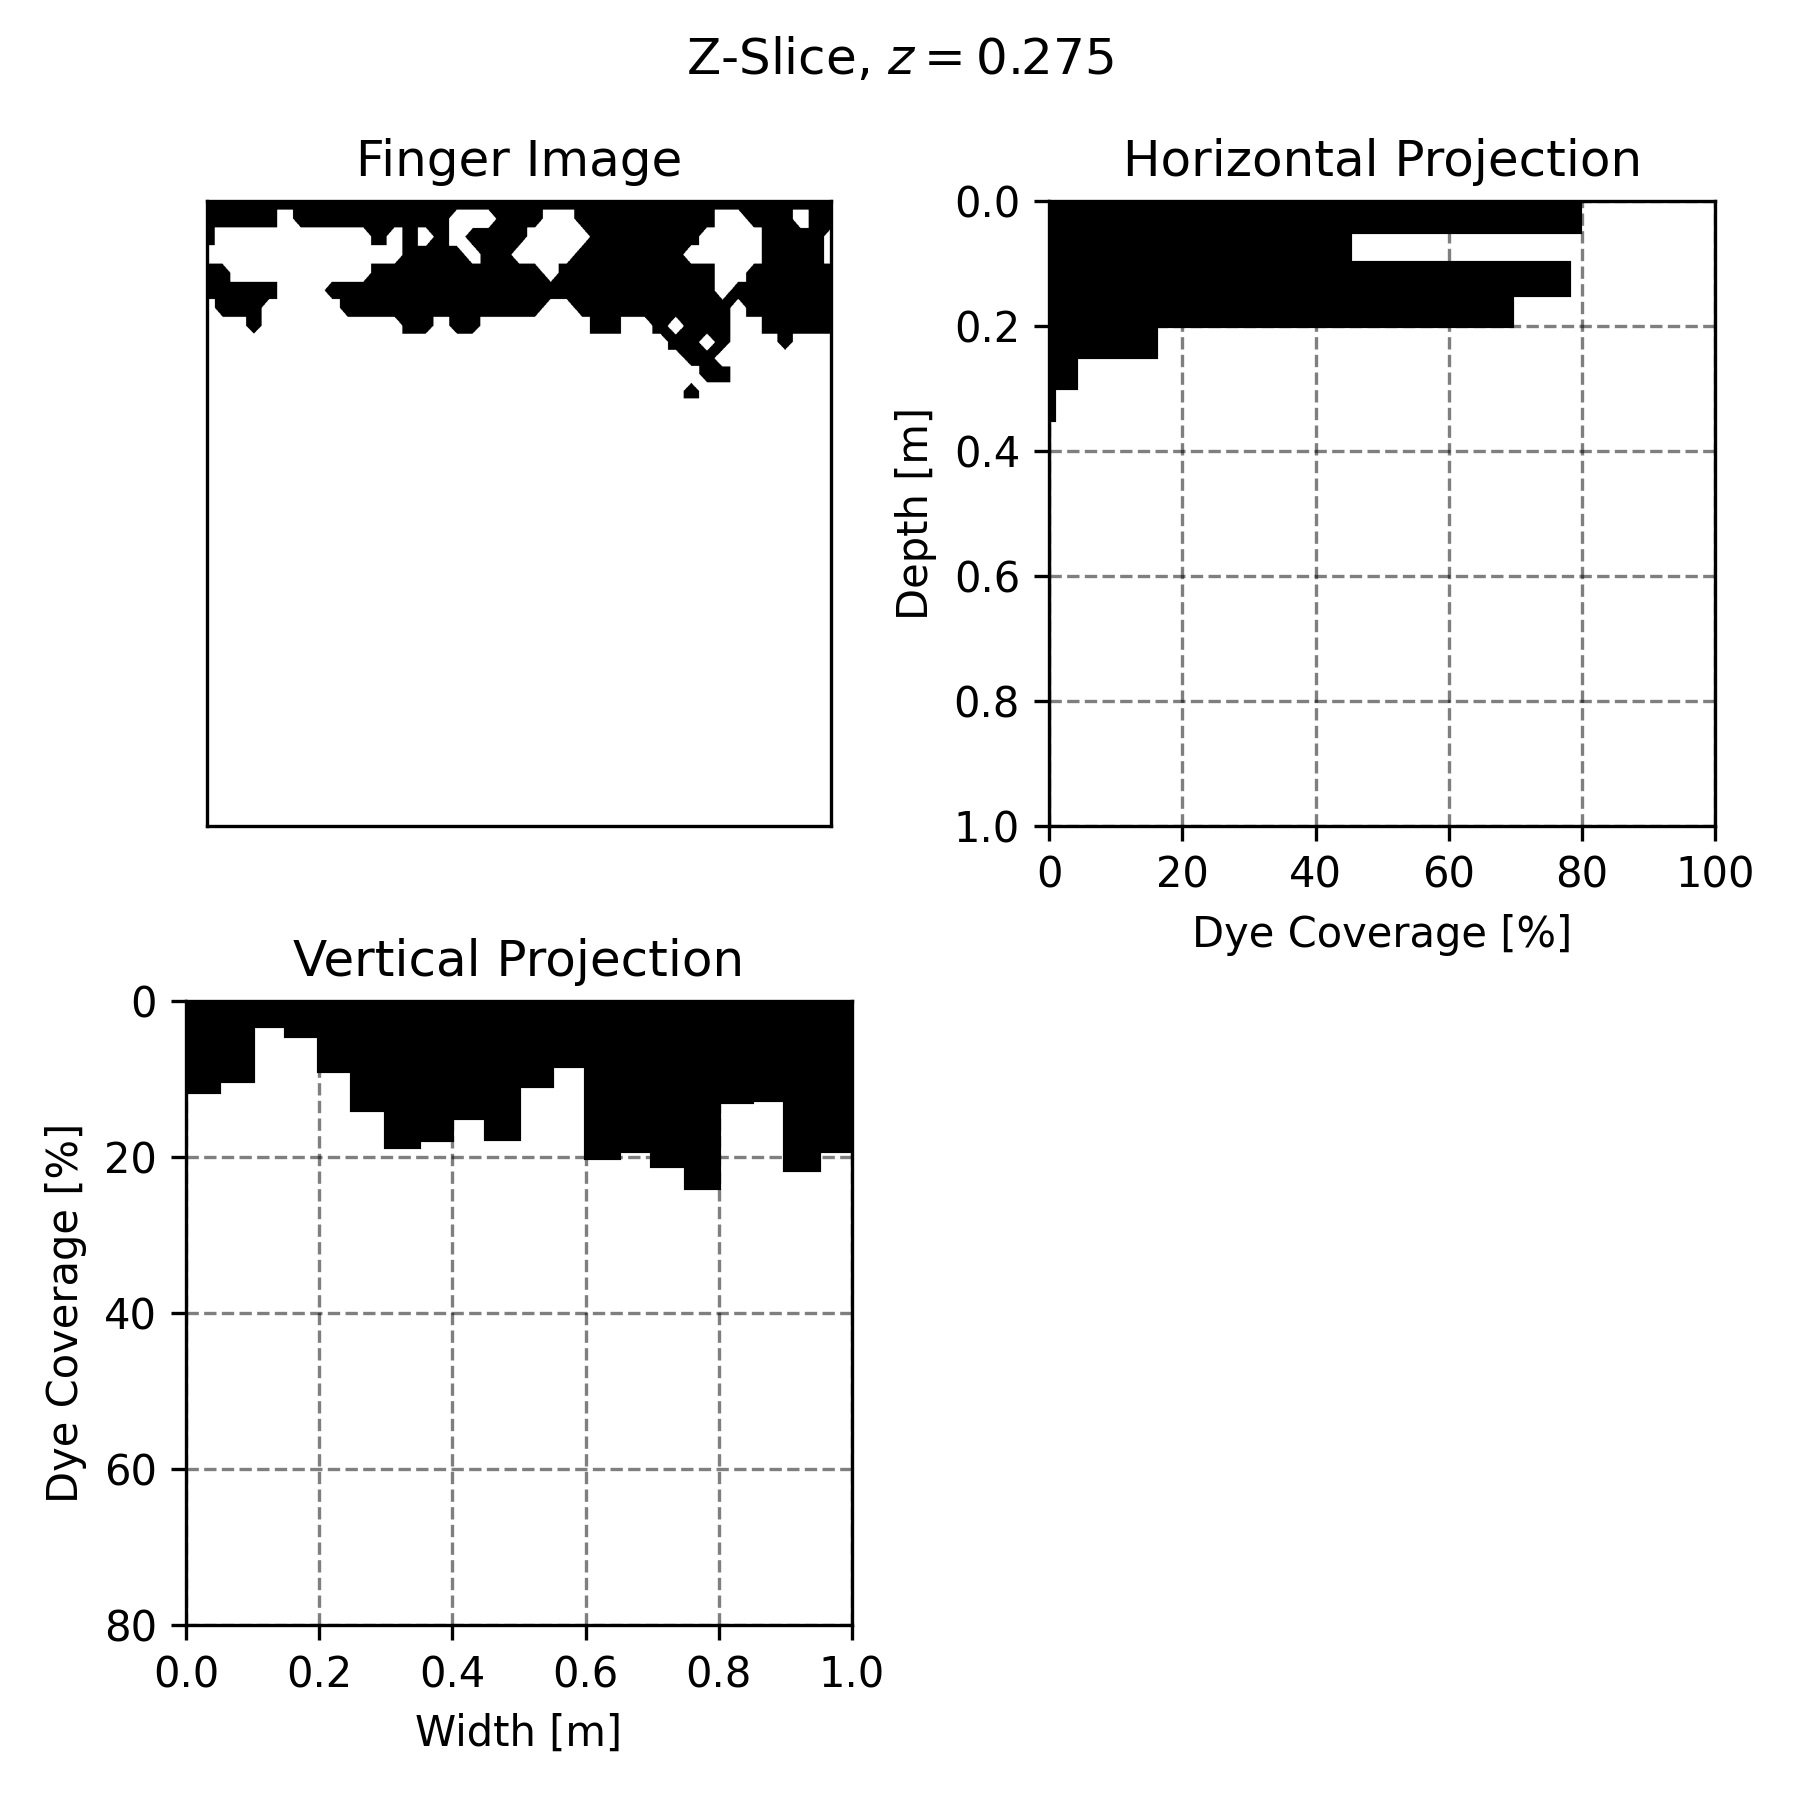 Z-Slice, z = 0.275
Finger Image
Horizontal Projection
0.0
0.2
0.4
0.6
0.8
1.0
Depth [m]
0 20 40 60 80 100
Dye Coverage [%]
Vertical Projection
0
20
40
60
80
Dye Coverage [%]
0.0 0.2 0.4 0.6 0.8 1.0
Width [m]